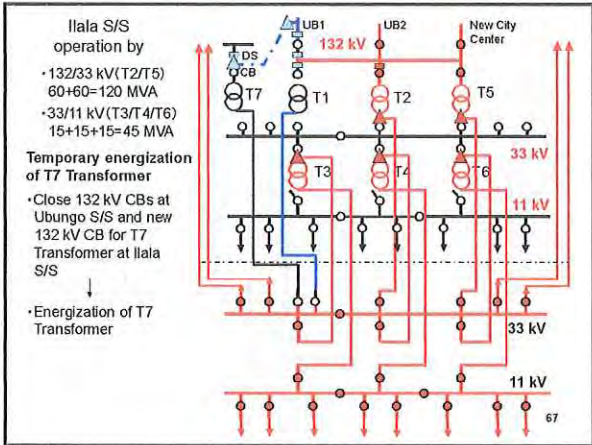 Ilala S/S
operation by
・132/33 kV(T2/T5)
60+60=120 MVA
・33/11 kV(T3/T4/T6)
15+15+15=45 MVA
Temporary energization
of T7 Transformer
・Close 132 kV CBs at
Ubungo S/S and new
132 kV CB for T7
Transformer at Ilala
S/S
↓
・Energization of T7
Transformer
UB1
UB2
New City
Center
132 kV
DS
CB
T7
T1
T2
T5
33 kV
T3
T4
T6
11 kV
33 kV
11 kV
67